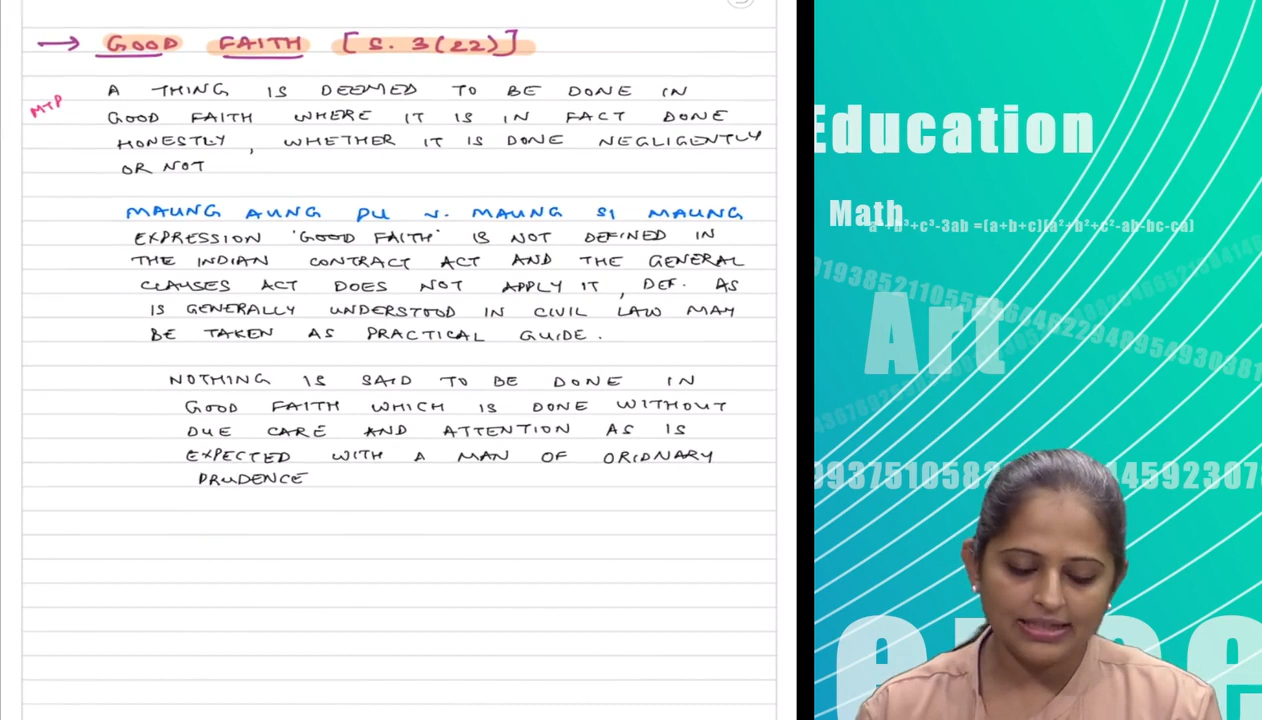 → GOOD FAITH [S. 3(22)]
MTP
A THING IS DEEMED TO BE DONE IN
GOOD FAITH WHERE IT IS IN FACT DONE
HONESTLY, WHETHER IT IS DONE NEGLIGENTLY
OR NOT
MAUNG AUNG PU v. MAUNG SI MAUNG
EXPRESSION 'GOOD FAITH' IS NOT DEFINED IN
THE INDIAN CONTRACT ACT AND THE GENERAL
CLAUSES ACT DOES NOT APPLY IT, DEF. AS
IS GENERALLY UNDERSTOOD IN CIVIL LAW MAY
BE TAKEN AS PRACTICAL GUIDE.
NOTHING IS SAID TO BE DONE IN
GOOD FAITH WHICH IS DONE WITHOUT
DUE CARE AND ATTENTION AS IS
EXPECTED WITH A MAN OF ORIDNARY
PRUDENCE
Education
Math
a³+b³+c³-3ab =(a+b+c)(a²+b²+c²-ab-bc-ca)
Art